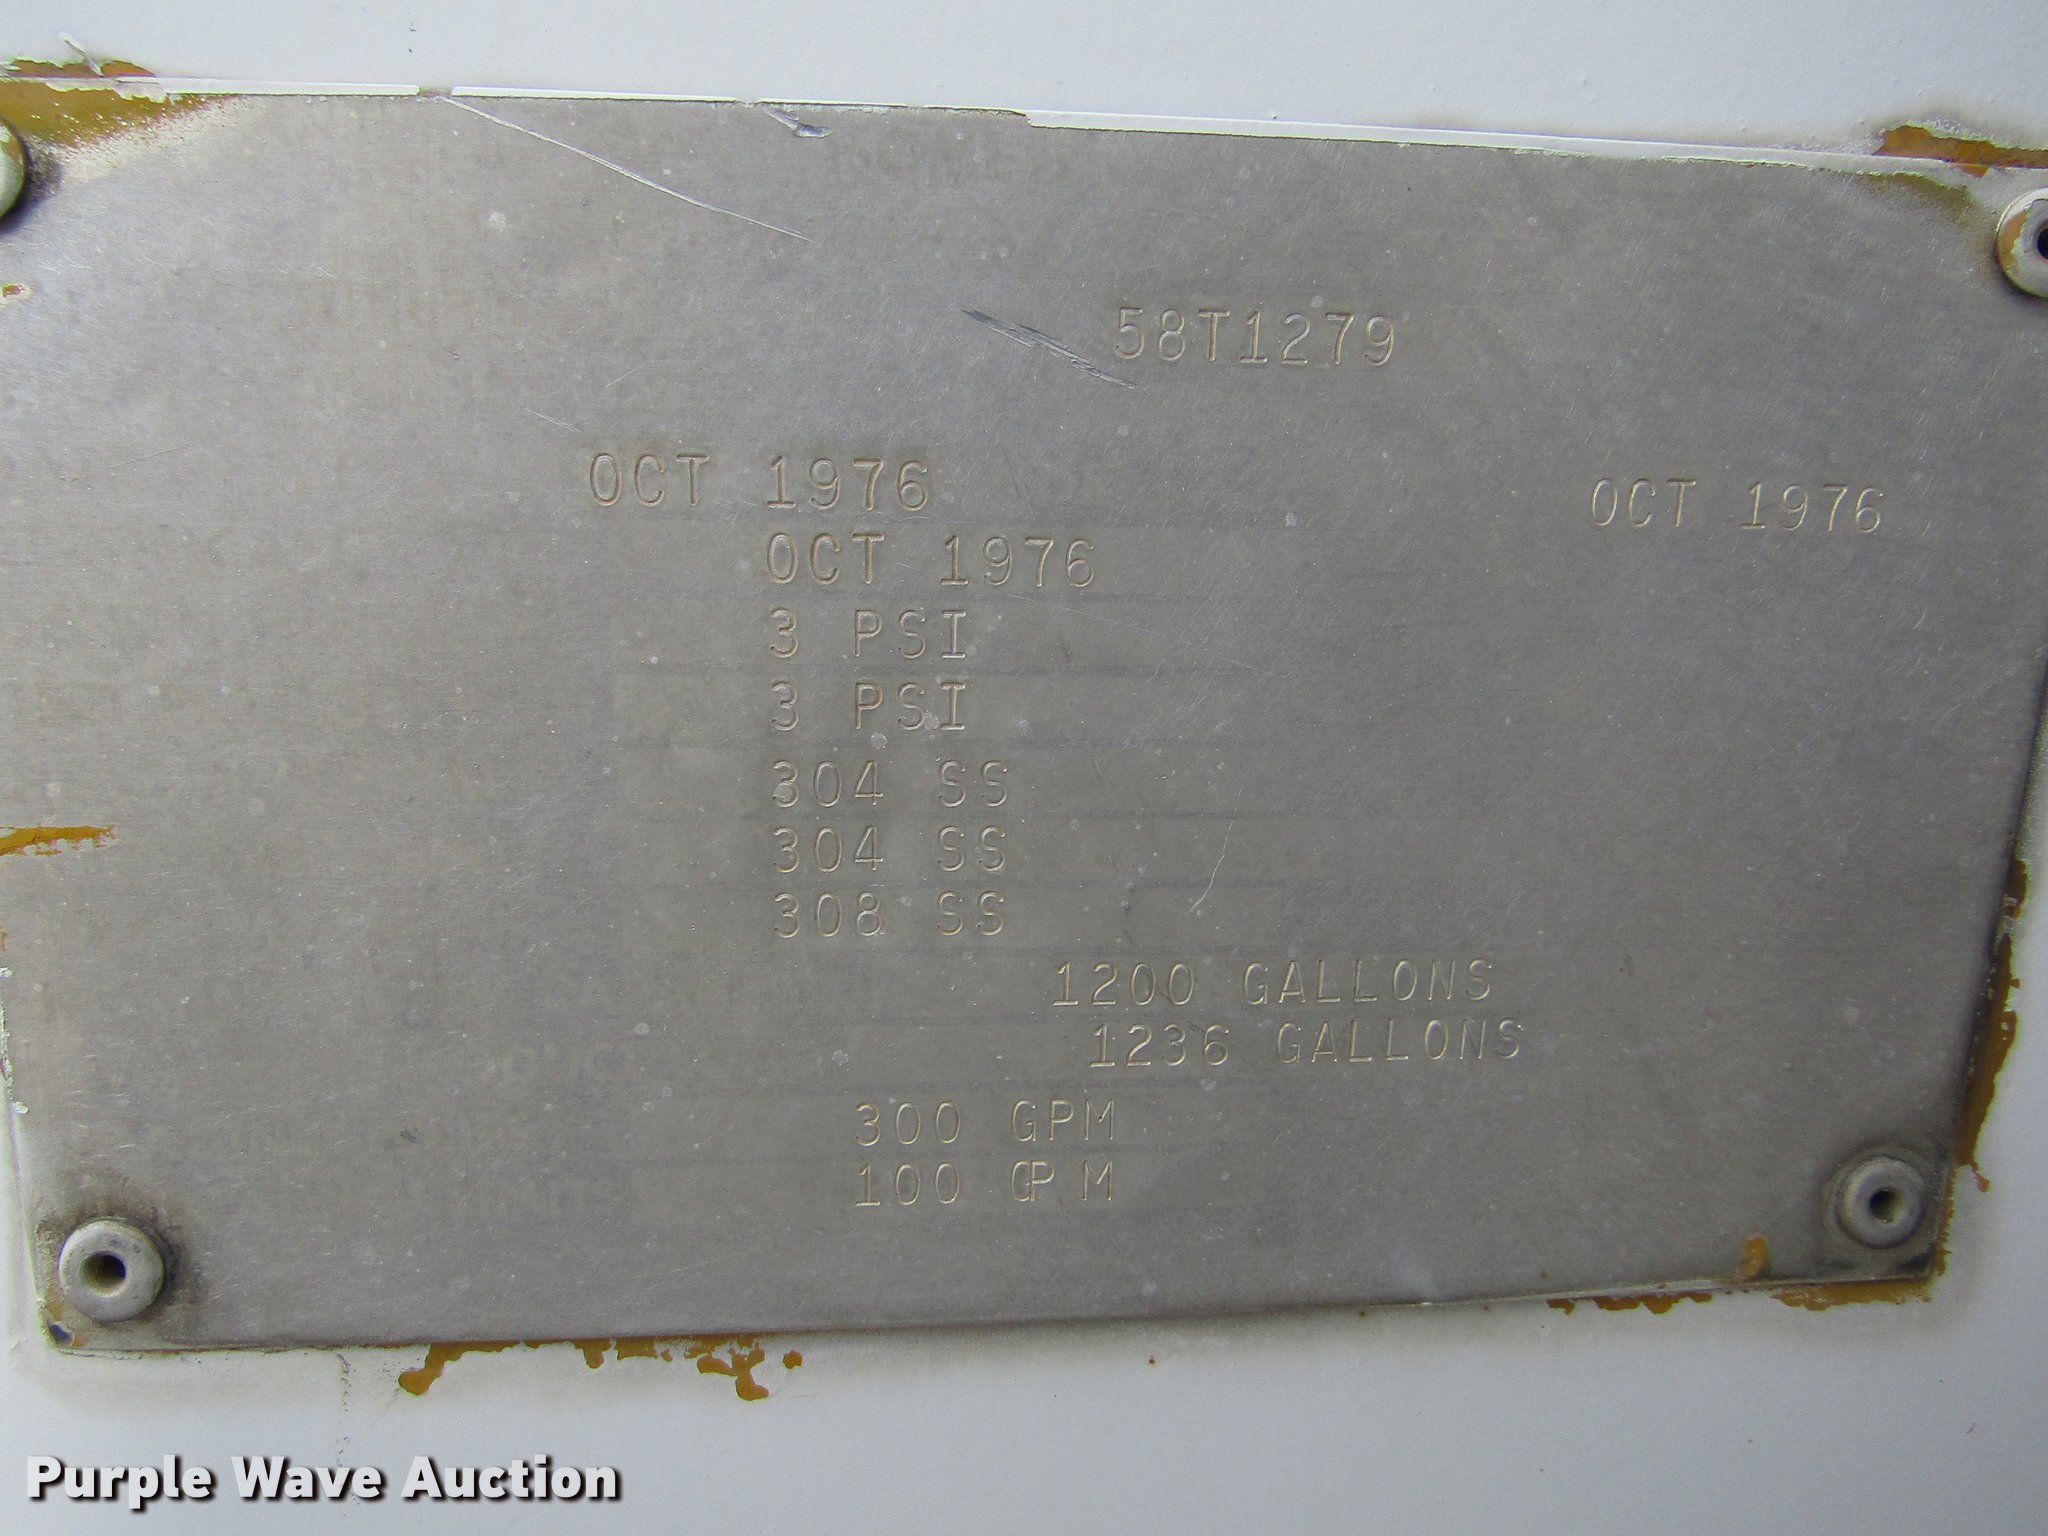 58T1279
OCT 1976 OCT 1976
OCT 1976
3 PSI
3 PSI
304 SS
304 SS
308 SS
1200 GALLONS
1236 GALLONS
300 GPM
100 GPM
Purple Wave Auction